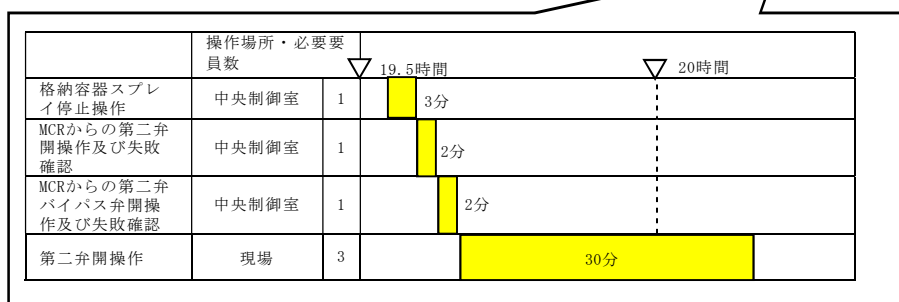 操作場所・必要要
員数
19.5時間
20時間
格納容器スプレ
イ停止操作
中央制御室
1
3分
MCRからの第二弁
開操作及び失敗
確認
中央制御室
1
2分
MCRからの第二弁
バイパス弁開操
作及び失敗確認
中央制御室
1
2分
第二弁開操作
現場
3
30分